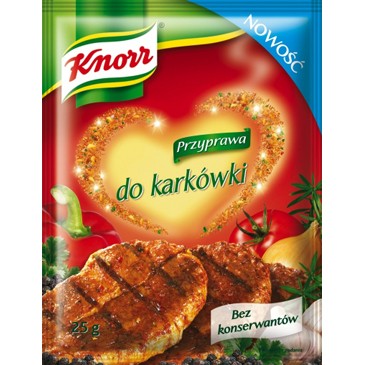 NOWOŚĆ
Knorr
Przyprawa
do karkówki
25 g
Bez
konserwantów